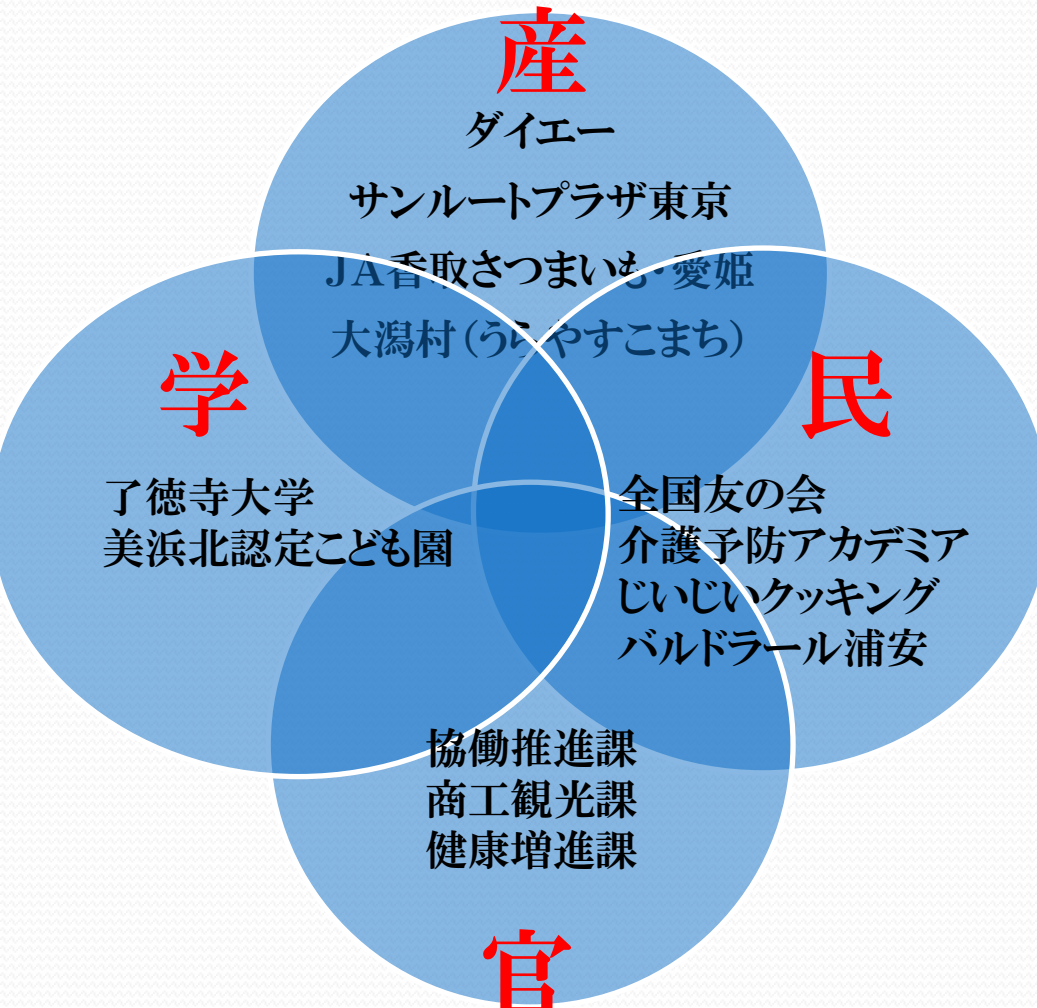 産
ダイエー
サンルートプラザ東京
JA香取さつまいも・愛姫
大潟村(うらやすこまち)
学
了徳寺大学
美浜北認定こども園
民
全国友の会
介護予防アカデミア
じいじいクッキング
バルドラール浦安
協働推進課
商工観光課
健康増進課
官